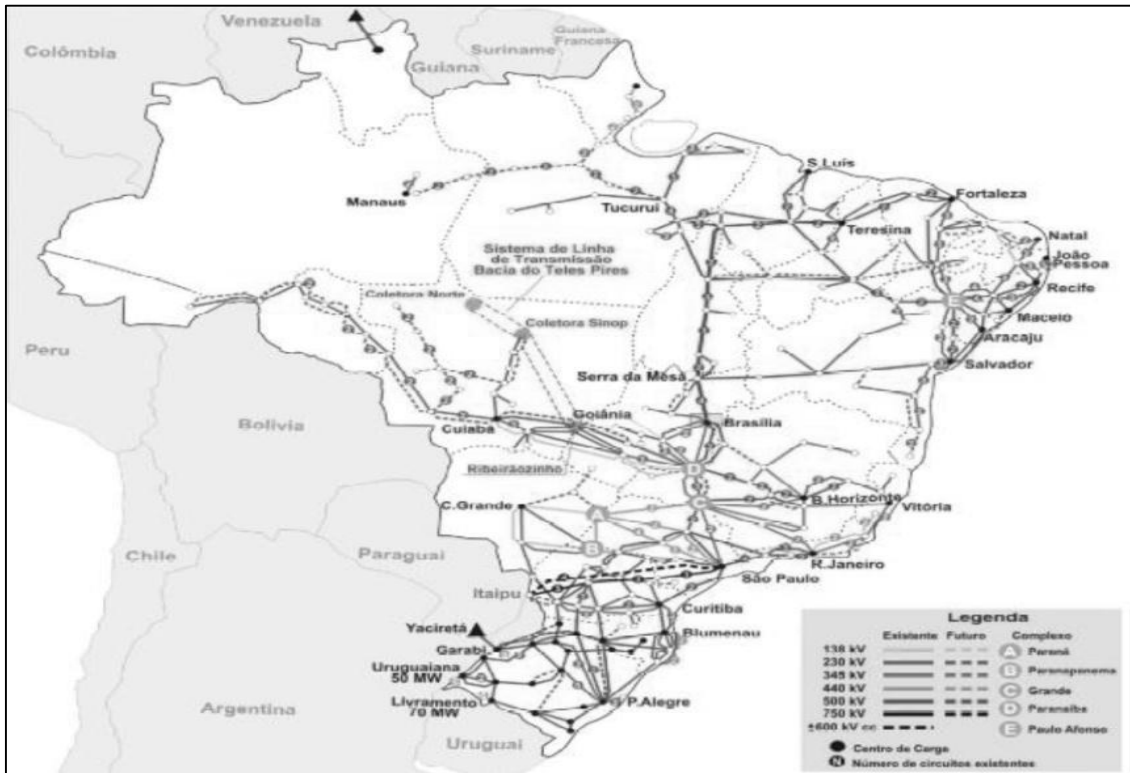 Venezuela
Colômbia
Guiana
Suriname
Guiana
Francesa
Manaus
Tucuruí
S.Luís
Fortaleza
Teresina
Natal
João
Pessoa
Recife
Maceio
Aracaju
Salvador
Sistema de Linha
de Transmissão
Bacia do Teles Pires
Coletora Norte
Coletora Sinop
Peru
Serra da Mesa
Bolívia
Cuiabá
Goiânia
Brasília
Ribeirãozinho
D
C.Grande
A
C
B.Horizonte
Vitória
B
E
Chile
Paraguai
R.Janeiro
São Paulo
Itaipu
Curitiba
Yaciretá
Blumenau
Garabi
Uruguaiana
50 MW
Livramento
70 MW
P.Alegre
Argentina
Uruguai
Legenda
Existente Futuro Complexo
138 kV A Paraná
230 kV
345 kV B Paranapanema
440 kV C Grande
500 kV D Paranaíba
750 kV
±600 kV cc E Paulo Afonso
Centro de Carga
N Número de circuitos existentes